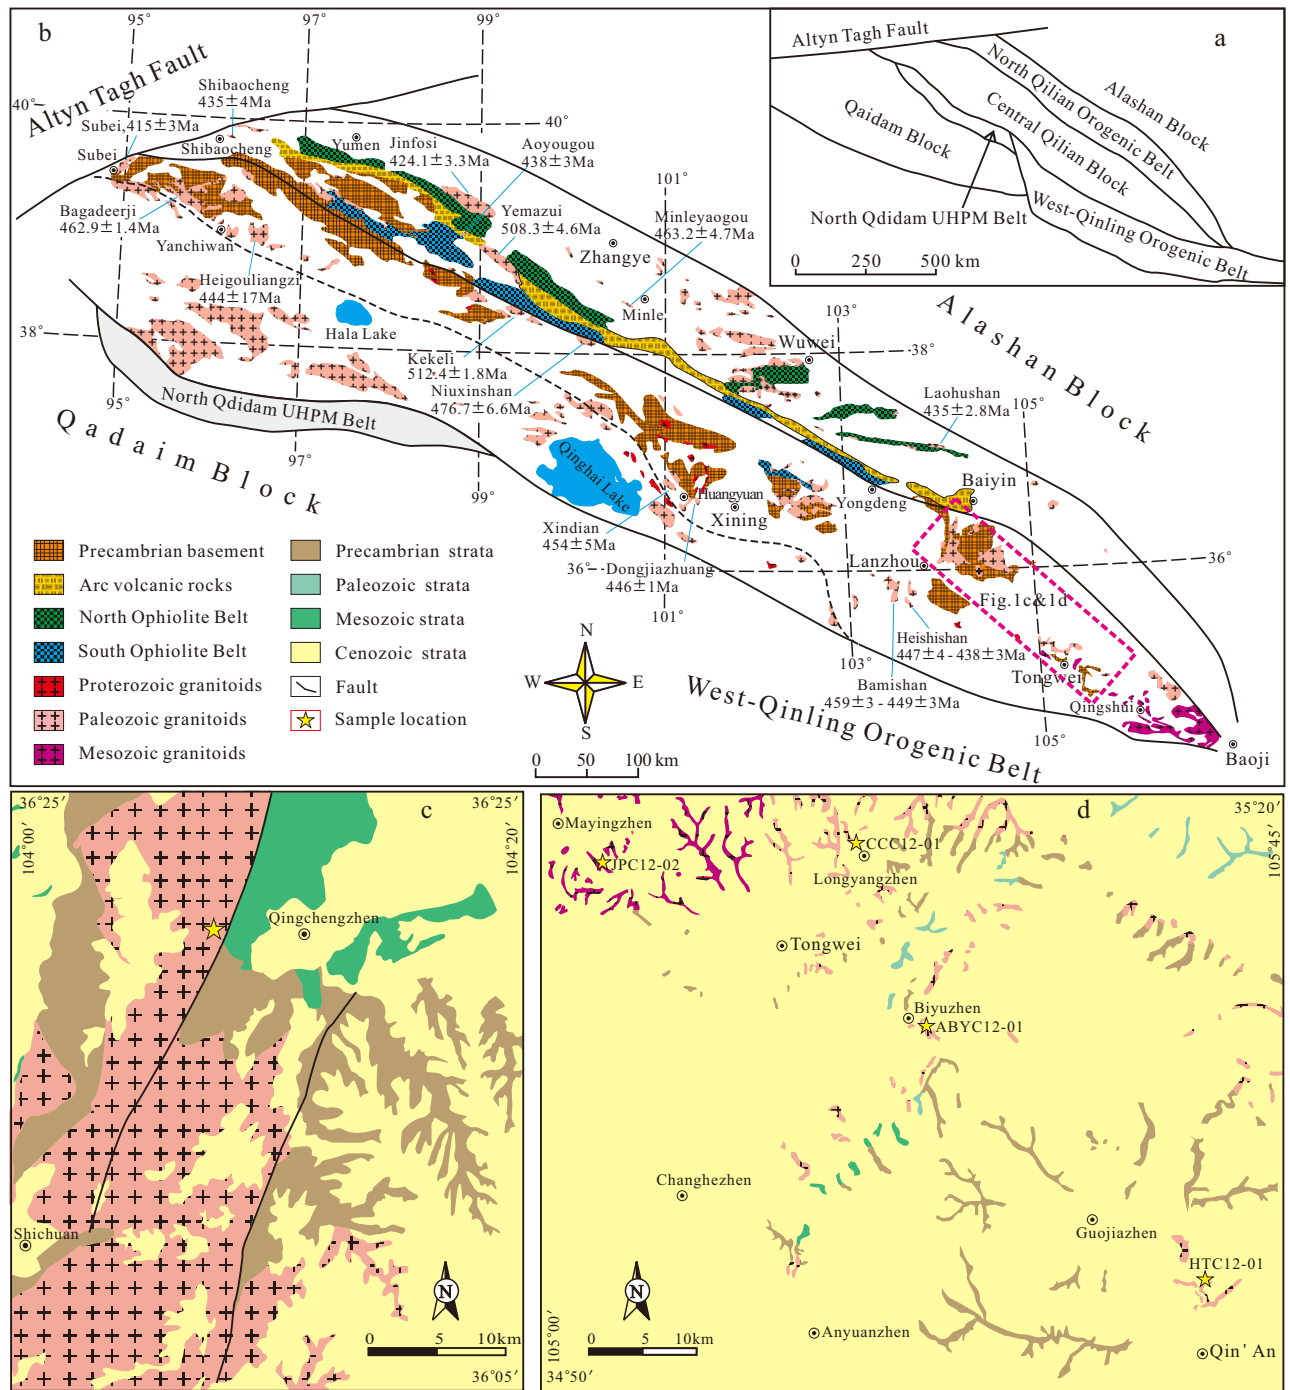 b
95°
97°
99°
Altyn Tagh Fault
Shibaocheng
435±4Ma
40°
40°
Subei,415±3Ma
Subei
Shibaocheng
Yumen
Jinfosi
424.1±3.3Ma
Aoyougou
438±3Ma
101°
Bagadeerji
462.9±1.4Ma
Yanchiwan
Yemazui
508.3±4.6Ma
Minleyaogou
463.2±4.7Ma
Zhangye
Heigouliangzi
444±17Ma
Minle
38°
Hala Lake
Kekeli
512.4±1.8Ma
Niuxinshan
476.7±6.6Ma
103°
Wuwei
38°
Alashan Block
95°
North Qdidam UHPM Belt
97°
99°
Qadaim Block
Laohushan
435±2.8Ma
105°
Qinghai Lake
Huangyuan
Xining
Yongdeng
Baiyin
Xindian
454±5Ma
36°
Dongjiazhuang
446±1Ma
101°
Lanzhou
36°
Fig.1c&1d
Heishishan
447±4 - 438±3Ma
103°
Bamishan
459±3 - 449±3Ma
Tongwei
Qingshui
105°
Baoji
West-Qinling Orogenic Belt
N
W
E
S
0 50 100 km
Precambrian basement
Arc volcanic rocks
North Ophiolite Belt
South Ophiolite Belt
Proterozoic granitoids
Paleozoic granitoids
Mesozoic granitoids
Precambrian strata
Paleozoic strata
Mesozoic strata
Cenozoic strata
Fault
Sample location
a
Altyn Tagh Fault
North Qilian Orogenic Belt
Alashan Block
Central Qilian Block
Qaidam Block
North Qdidam UHPM Belt
West-Qinling Orogenic Belt
0 250 500 km
c
36°25′
36°25′
104°00′
104°20′
Qingchengzhen
Shichuan
N
0 5 10km
36°05′
d
35°20′
105°45′
Mayingzhen
JPC12-02
CCC12-01
Longyangzhen
Tongwei
Biyuzhen
ABYC12-01
Changhezhen
Guojiazhen
HTC12-01
N
Anyuanzhen
Qin' An
0 5 10km
105°00′
34°50′